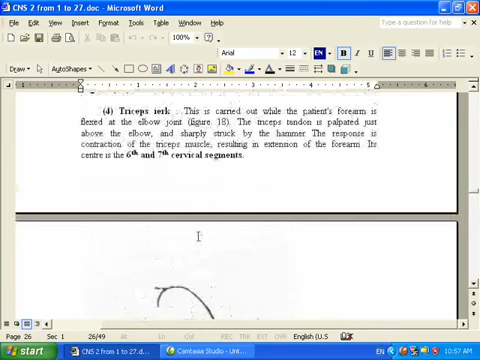 CNS 2 from 1 to 27.doc - Microsoft Word
File Edit View Insert Format Tools Table Window Help
Type a question for help
100%
Arial 12 EN B
Draw AutoShapes
(d) Triceps jerk . This is carried out while the patient's forearm is
flexed at the elbow joint (figure 18). The triceps tendon is palpated just
above the elbow, and sharply struck by the hammer. The response is
contraction of the triceps muscle, resulting in extension of the forearm. Its
centre is the 6th and 7th cervical segments.
Page 26 Sec 1 26/49 At Ln Col REC TRK EXT OVR English (U.S
start CNS 2 from 1 to 27.d... Camtasia Studio - Unt... EN 10:57 AM